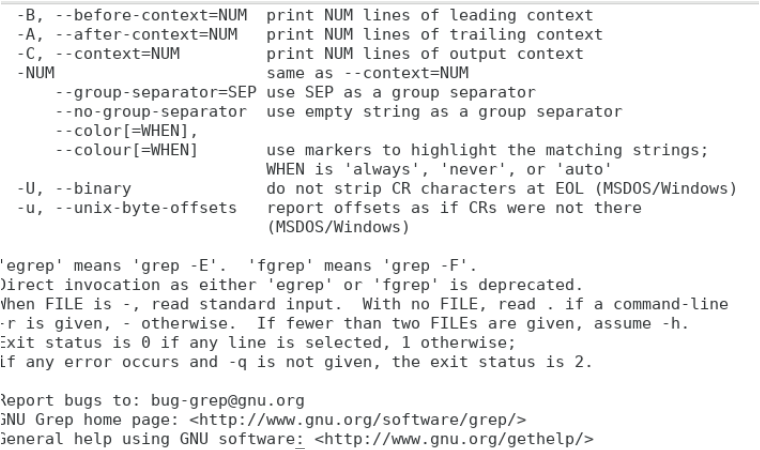 -B, --before-context=NUM  print NUM lines of leading context
-A, --after-context=NUM   print NUM lines of trailing context
-C, --context=NUM         print NUM lines of output context
-NUM                      same as --context=NUM
    --group-separator=SEP use SEP as a group separator
    --no-group-separator  use empty string as a group separator
    --color[=WHEN],
    --colour[=WHEN]       use markers to highlight the matching strings;
                          WHEN is 'always', 'never', or 'auto'
-U, --binary              do not strip CR characters at EOL (MSDOS/Windows)
-u, --unix-byte-offsets   report offsets as if CRs were not there
                          (MSDOS/Windows)
'egrep' means 'grep -E'.  'fgrep' means 'grep -F'.
Direct invocation as either 'egrep' or 'fgrep' is deprecated.
When FILE is -, read standard input.  With no FILE, read . if a command-line
-r is given, - otherwise.  If fewer than two FILEs are given, assume -h.
Exit status is 0 if any line is selected, 1 otherwise;
if any error occurs and -q is not given, the exit status is 2.
Report bugs to: bug-grep@gnu.org
GNU Grep home page: <http://www.gnu.org/software/grep/>
General help using GNU software: <http://www.gnu.org/gethelp/>